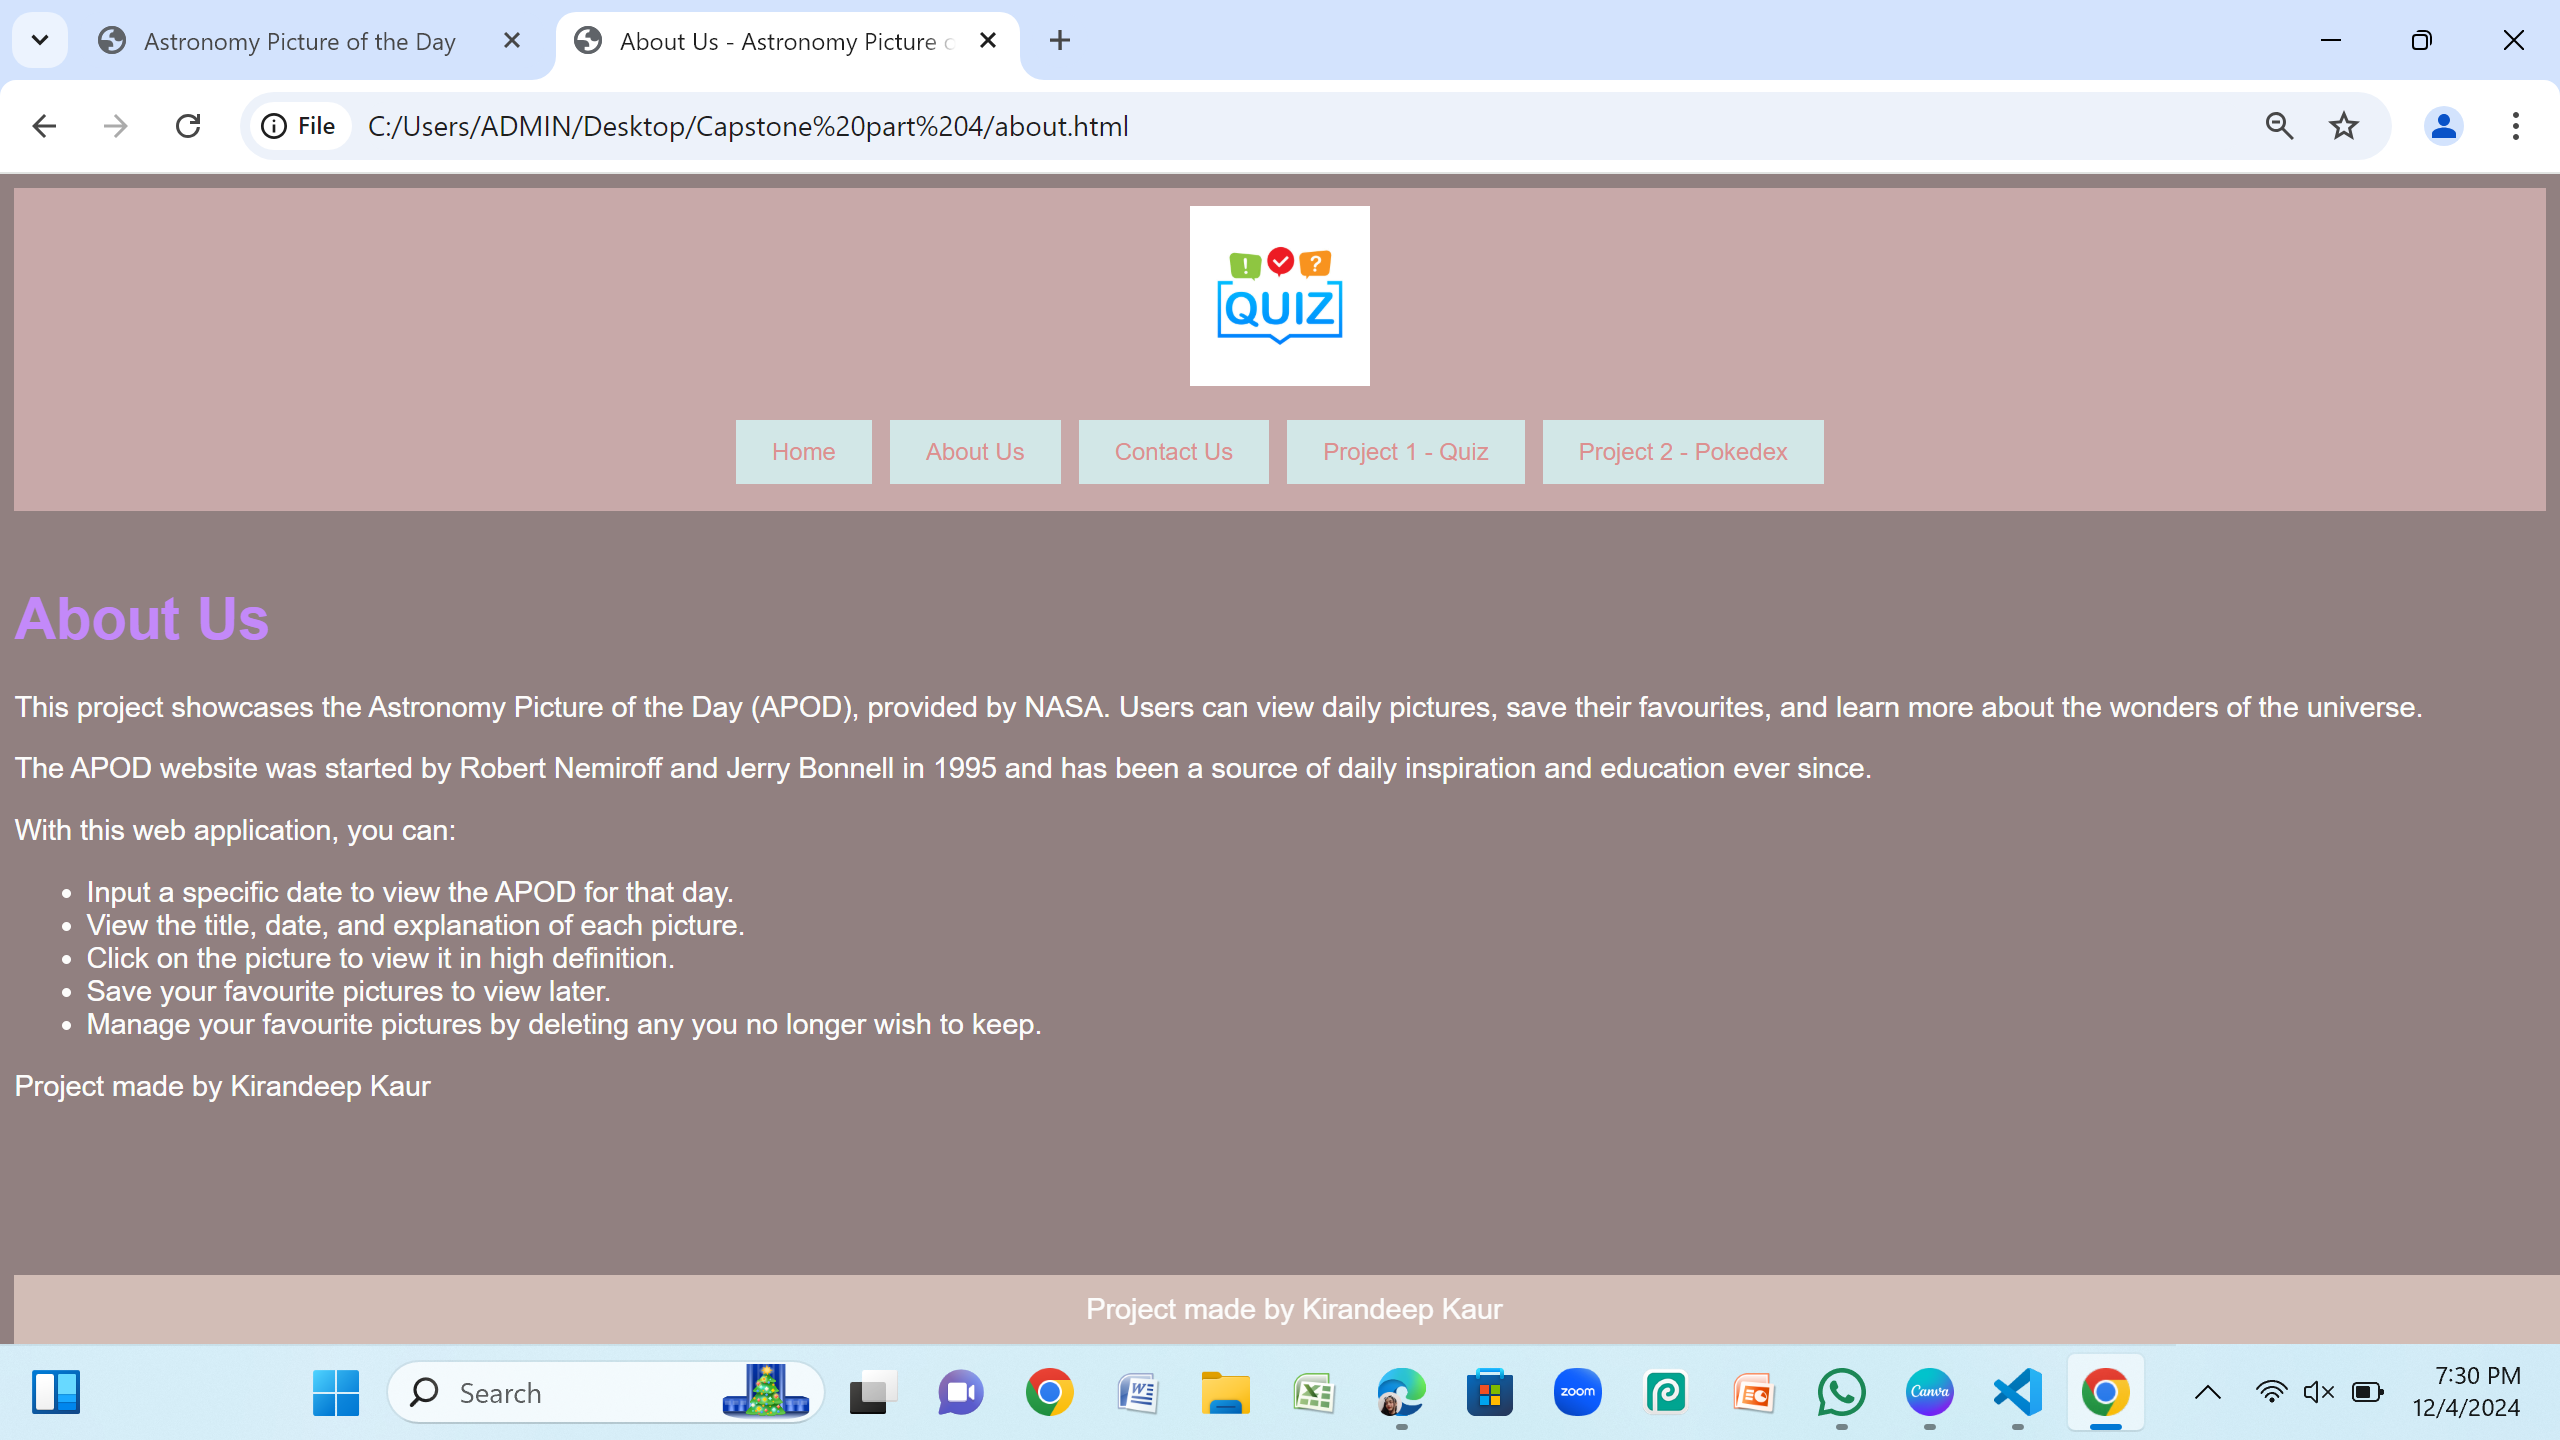 Astronomy Picture of the Day
About Us - Astronomy Picture
File
C:/Users/ADMIN/Desktop/Capstone%20part%204/about.html
! ?
QUIZ
Home About Us Contact Us Project 1 - Quiz Project 2 - Pokedex
About Us
This project showcases the Astronomy Picture of the Day (APOD), provided by NASA. Users can view daily pictures, save their favourites, and learn more about the wonders of the universe.
The APOD website was started by Robert Nemiroff and Jerry Bonnell in 1995 and has been a source of daily inspiration and education ever since.
With this web application, you can:
• Input a specific date to view the APOD for that day.
• View the title, date, and explanation of each picture.
• Click on the picture to view it in high definition.
• Save your favourite pictures to view later.
• Manage your favourite pictures by deleting any you no longer wish to keep.
Project made by Kirandeep Kaur
Project made by Kirandeep Kaur
Search
zoom
Canva
7:30 PM
12/4/2024